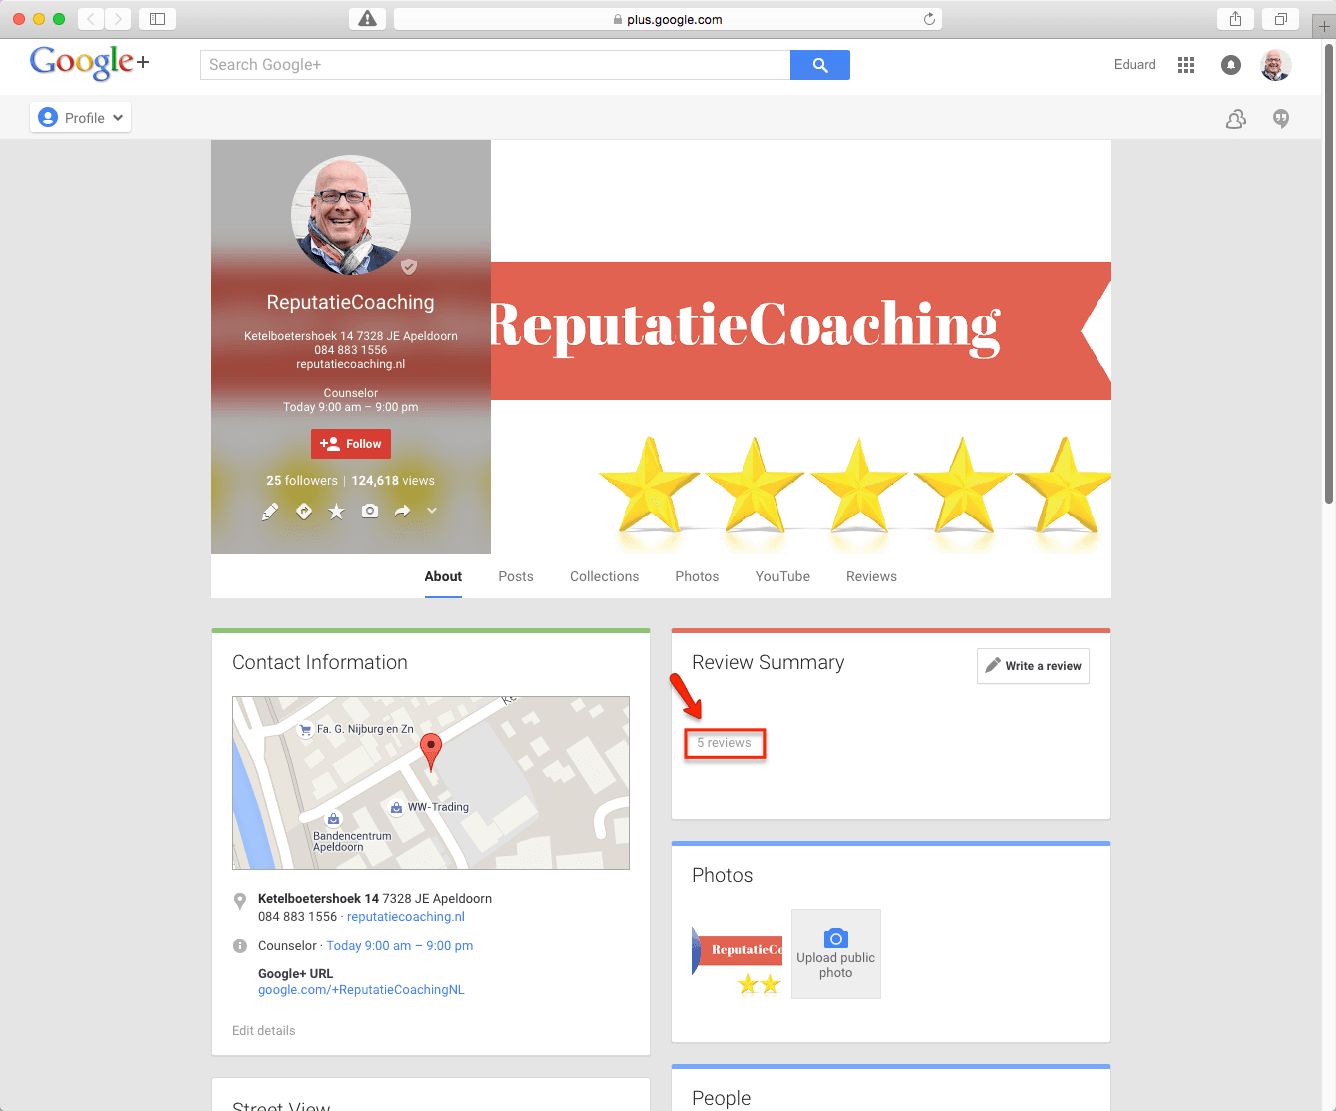 plus.google.com
Google+
Search Google+
Eduard
Profile
ReputatieCoaching
Ketelboetershoek 14 7328 JE Apeldoorn
084 883 1556
reputatiecoaching.nl
Counselor
Today 9:00 am – 9:00 pm
Follow
25 followers | 124,618 views
ReputatieCoaching
About
Posts
Collections
Photos
YouTube
Reviews
Contact Information
Fa. G. Nijburg en Zn
WW-Trading
Bandencentrum
Apeldoorn
Ke
Ketelboetershoek 14 7328 JE Apeldoorn
084 883 1556 · reputatiecoaching.nl
Counselor · Today 9:00 am – 9:00 pm
Google+ URL
google.com/+ReputatieCoachingNL
Edit details
Street View
Review Summary
Write a review
5 reviews
Photos
ReputatieCo
Upload public
photo
People